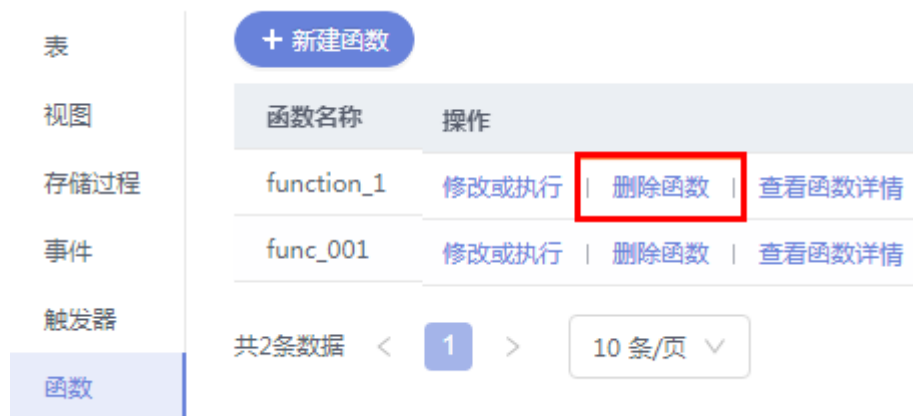 表
视图
存储过程
事件
触发器
函数
+ 新建函数
函数名称 操作
function_1 修改或执行 | 删除函数 | 查看函数详情
func_001 修改或执行 | 删除函数 | 查看函数详情
共2条数据 < 1 > 10 条/页